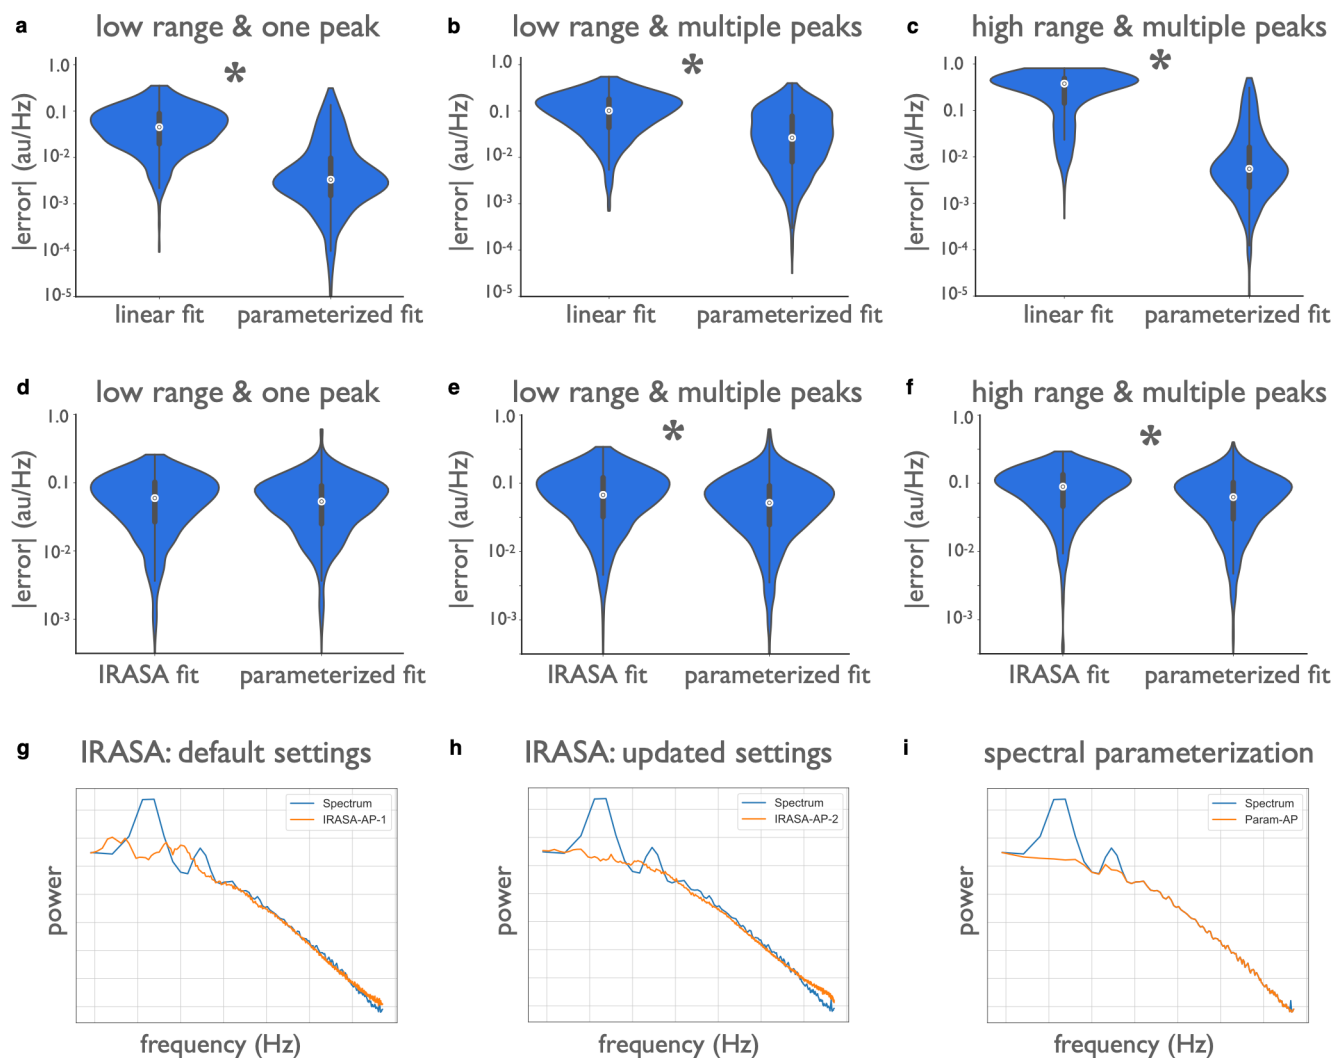 a low range & one peak
|error| (au/Hz)
1.0
0.1
10-2
10-3
10-4
10-5
*
linear fit parameterized fit
b low range & multiple peaks
|error| (au/Hz)
1.0
0.1
10-2
10-3
10-4
10-5
*
linear fit parameterized fit
c high range & multiple peaks
|error| (au/Hz)
1.0
0.1
10-2
10-3
10-4
10-5
*
linear fit parameterized fit
d low range & one peak
|error| (au/Hz)
1.0
0.1
10-2
10-3
IRASA fit parameterized fit
e low range & multiple peaks
|error| (au/Hz)
1.0
0.1
10-2
10-3
*
IRASA fit parameterized fit
f high range & multiple peaks
|error| (au/Hz)
1.0
0.1
10-2
10-3
*
IRASA fit parameterized fit
g IRASA: default settings
power
Spectrum
IRASA-AP-1
frequency (Hz)
h IRASA: updated settings
power
Spectrum
IRASA-AP-2
frequency (Hz)
i spectral parameterization
power
Spectrum
Param-AP
frequency (Hz)